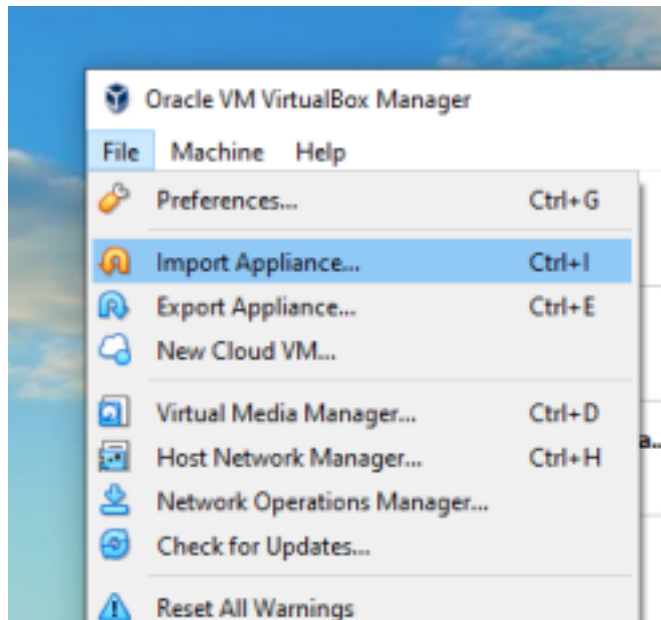 Oracle VM VirtualBox Manager
File Machine Help
Preferences... Ctrl+G
Import Appliance... Ctrl+I
Export Appliance... Ctrl+E
New Cloud VM...
Virtual Media Manager... Ctrl+D
Host Network Manager... Ctrl+H
a...
Network Operations Manager...
Check for Updates...
Reset All Warnings